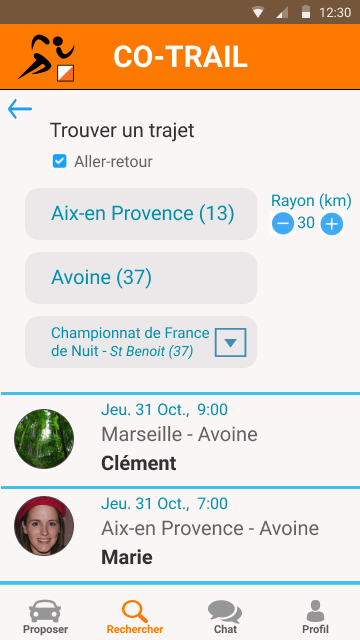 12:30
CO-TRAIL
Trouver un trajet
Aller-retour
Aix-en Provence (13)
Rayon (km)
30
Avoine (37)
Championnat de France
de Nuit - St Benoit (37)
Jeu. 31 Oct., 9:00
Marseille - Avoine
Clément
Jeu. 31 Oct., 7:00
Aix-en Provence - Avoine
Marie
Proposer
Rechercher
Chat
Profil